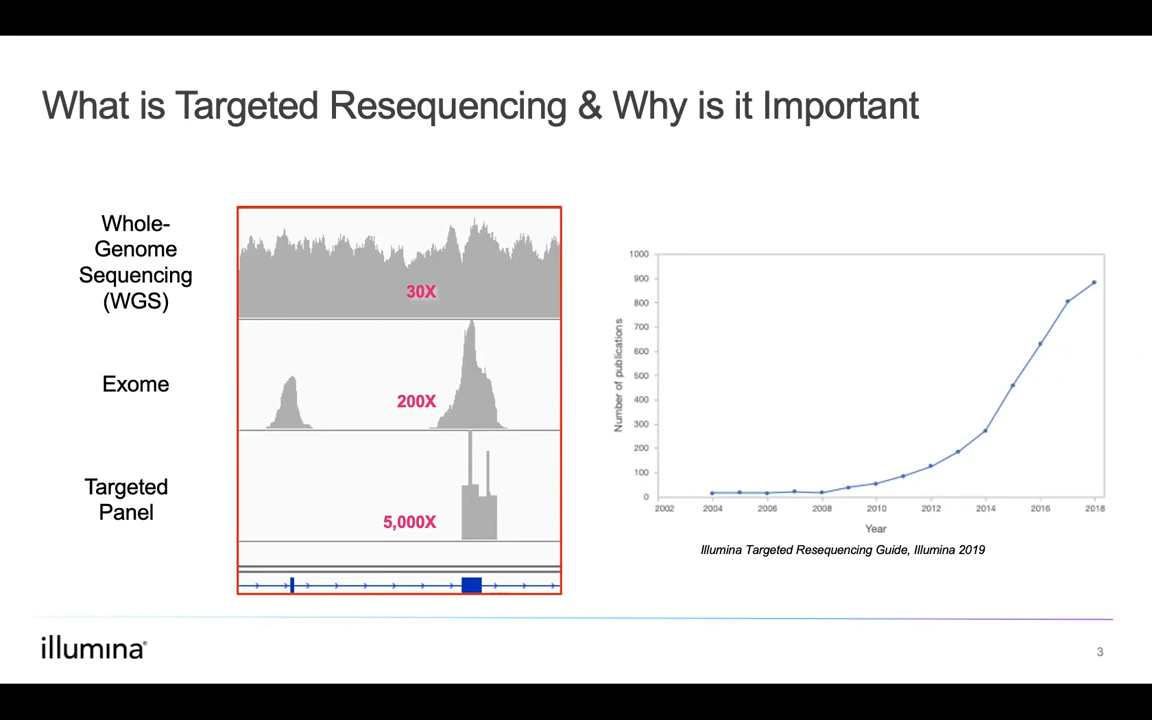 What is Targeted Resequencing & Why is it Important
Whole-
Genome
Sequencing
(WGS)
30X
Exome
200X
Targeted
Panel
5,000X
Number of publications
1000
900
800
700
600
500
400
300
200
100
0
2002 2004 2006 2008 2010 2012 2014 2016 2018
Year
Illumina Targeted Resequencing Guide, Illumina 2019
illumina®
3